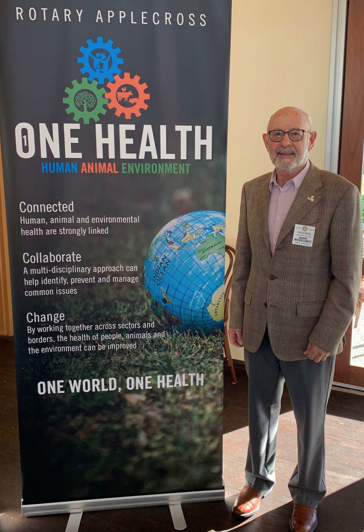 ROTARY APPLECROSS
1
ONE HEALTH
HUMAN ANIMAL ENVIRONMENT
Connected
Human, animal and environmental
health are strongly linked
Collaborate
A multi-disciplinary approach can
help identify, prevent and manage
common issues
Change
By working together across sectors and
borders, the health of people, animals
and the environment can be improved
ONE WORLD, ONE HEALTH